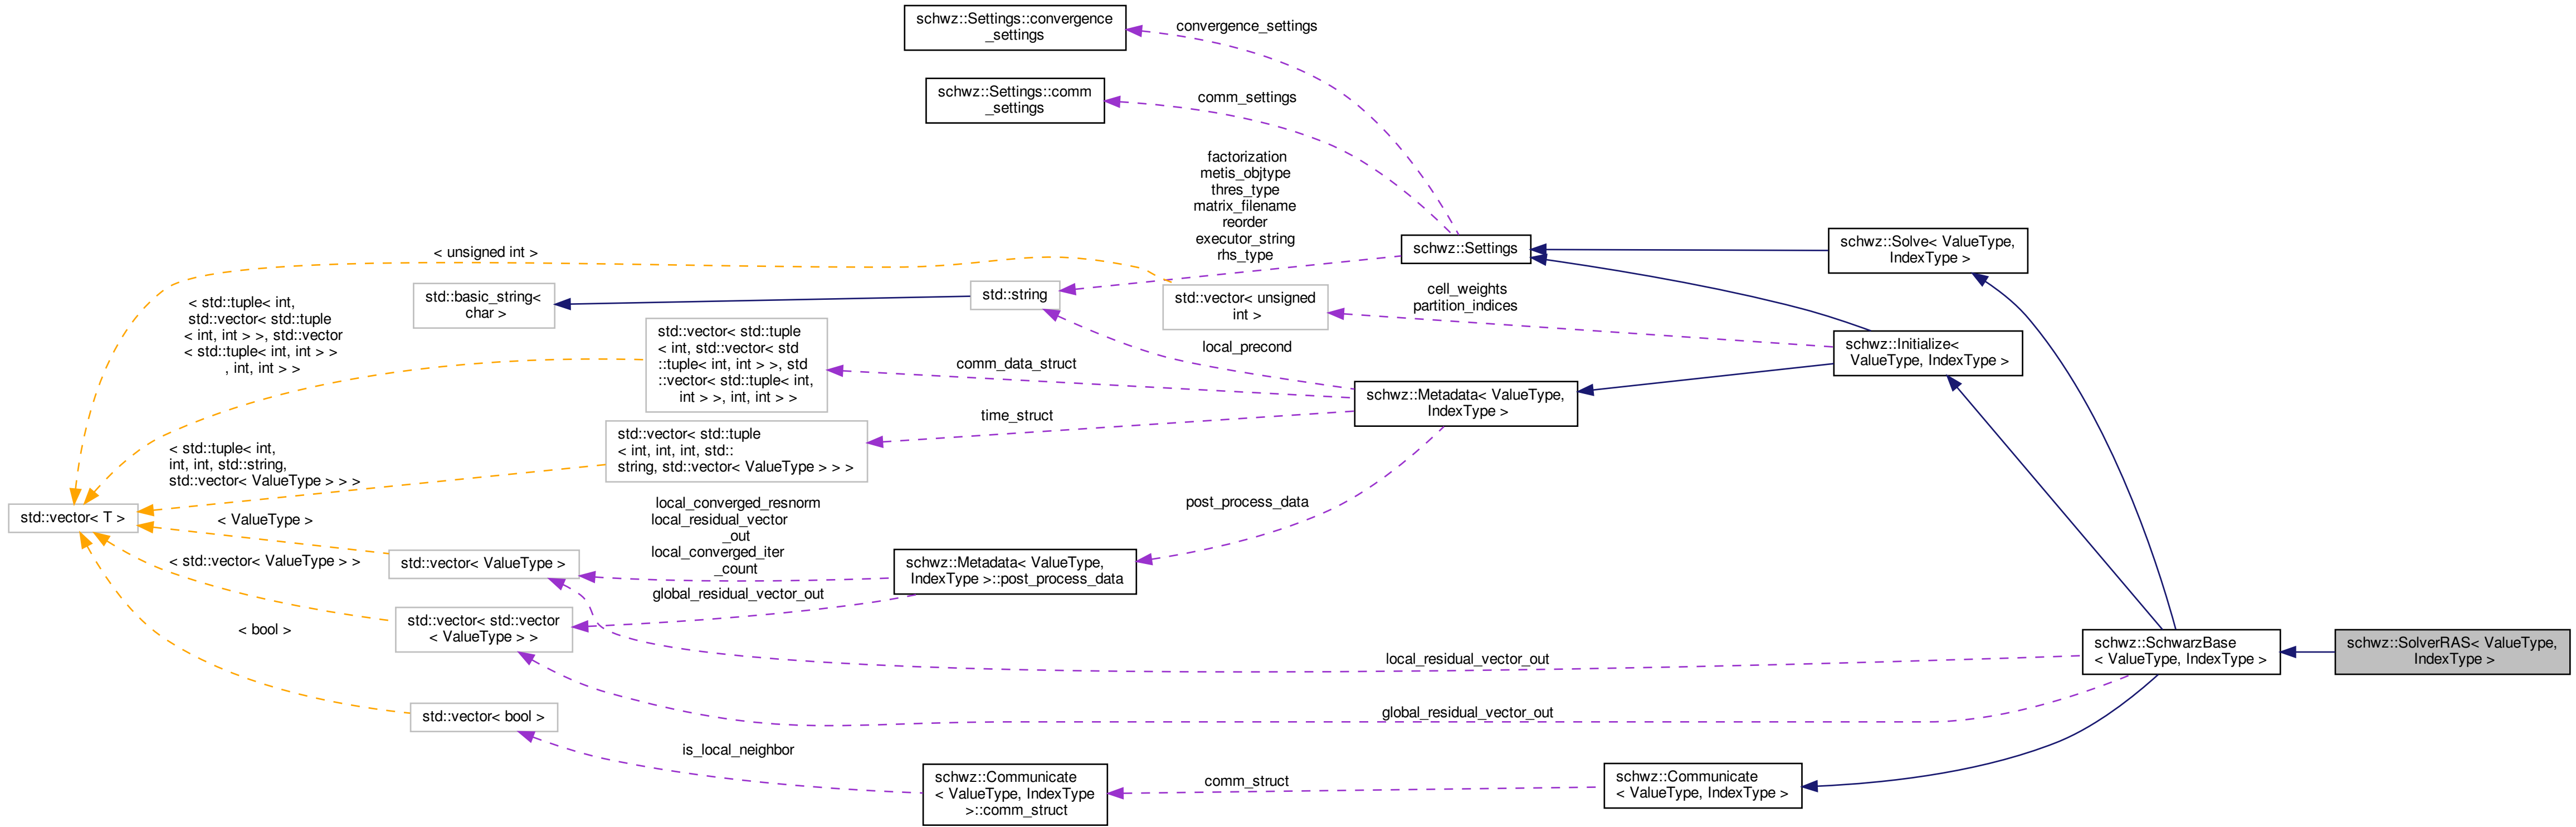 schwz::Settings::convergence
_settings
convergence_settings
schwz::Settings::comm
_settings
comm_settings
factorization
metis_objtype
thres_type
matrix_filename
reorder
executor_string
rhs_type
schwz::Settings
schwz::Solve< ValueType,
IndexType >
< unsigned int >
std::basic_string<
char >
std::string
std::vector< unsigned
int >
cell_weights
partition_indices
< std::tuple< int,
std::vector< std::tuple
< int, int > >, std::vector
< std::tuple< int, int > >
, int, int > >
std::vector< std::tuple
< int, std::vector< std
::tuple< int, int > >, std
::vector< std::tuple< int,
int > >, int, int > >
comm_data_struct
local_precond
schwz::Initialize<
ValueType, IndexType >
schwz::Metadata< ValueType,
IndexType >
time_struct
std::vector< std::tuple
< int, int, int, std::
string, std::vector< ValueType > > >
< std::tuple< int,
int, int, std::string,
std::vector< ValueType > > >
std::vector< T >
< ValueType >
local_converged_resnorm
local_residual_vector
_out
local_converged_iter
_count
post_process_data
< std::vector< ValueType > >
std::vector< ValueType >
schwz::Metadata< ValueType,
IndexType >::post_process_data
global_residual_vector_out
std::vector< std::vector
< ValueType > >
< bool >
local_residual_vector_out
schwz::SchwarzBase
< ValueType, IndexType >
schwz::SolverRAS< ValueType,
IndexType >
std::vector< bool >
global_residual_vector_out
is_local_neighbor
schwz::Communicate
< ValueType, IndexType
>::comm_struct
comm_struct
schwz::Communicate
< ValueType, IndexType >